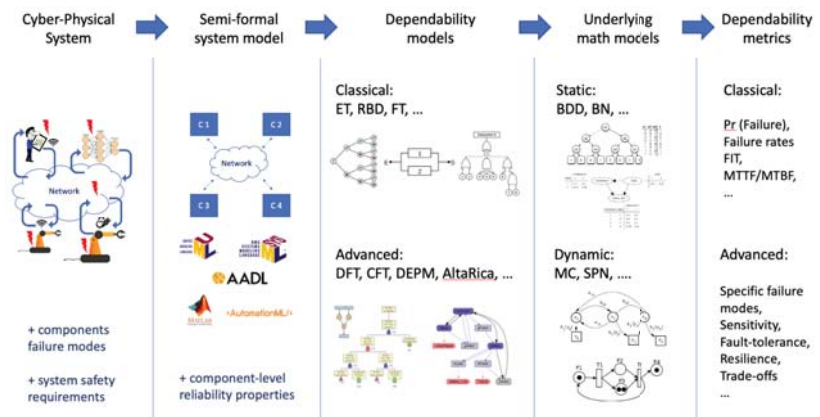 Cyber-Physical
System
Semi-formal
system model
Dependability
models
Underlying
math models
Dependability
metrics
Network
+ components
failure modes
+ system safety
requirements
C 1
C 2
Network
C 3
C 4
UML
AADL
MATLAB
<AutomationML/>
+ component-level
reliability properties
Classical:
ET, RBD, FT, ...
Advanced:
DFT, CFT, DEPM, AltaRica, ...
Static:
BDD, BN, ...
Dynamic:
MC, SPN, ....
Classical:
Pr (Failure),
Failure rates
FIT,
MTTF/MTBF,
...
Advanced:
Specific failure
modes,
Sensitivity,
Fault-tolerance,
Resilience,
Trade-offs
...